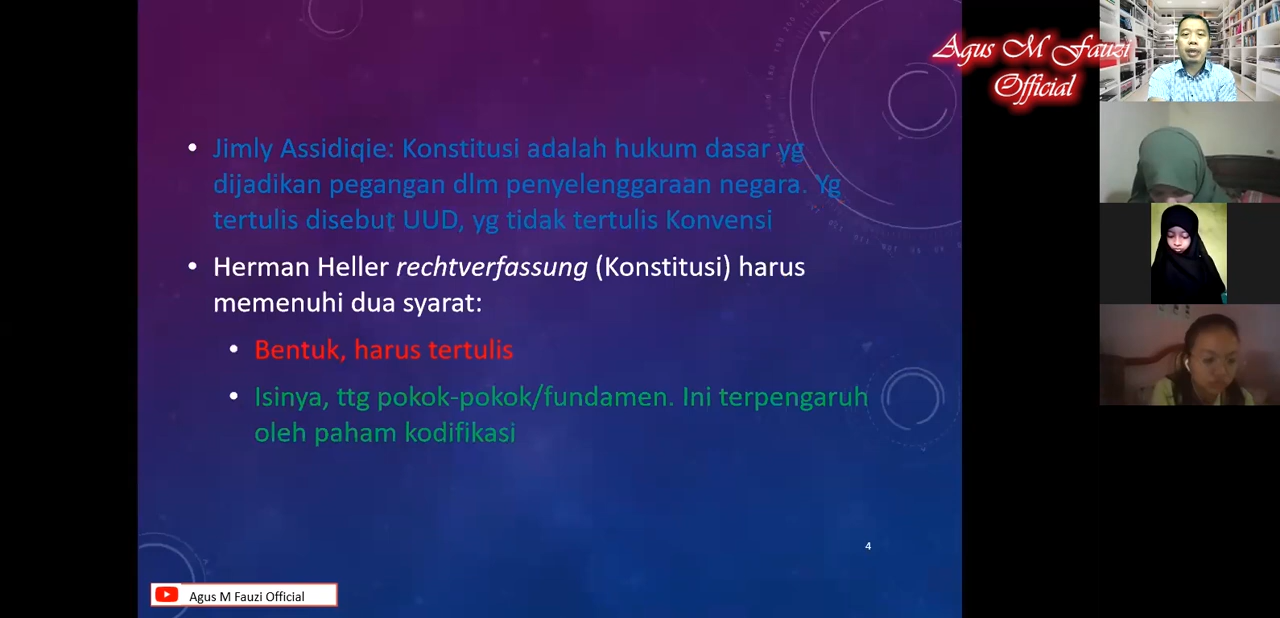 Agus M Fauzi
Official
Jimly Assidiqie: Konstitusi adalah hukum dasar yg
dijadikan pegangan dlm penyelenggaraan negara. Yg
tertulis disebut UUD, yg tidak tertulis Konvensi
Herman Heller rechtverfassung (Konstitusi) harus
memenuhi dua syarat:
Bentuk, harus tertulis
Isinya, ttg pokok-pokok/fundamen. Ini terpengaruh
oleh paham kodifikasi
4
Agus M Fauzi Official